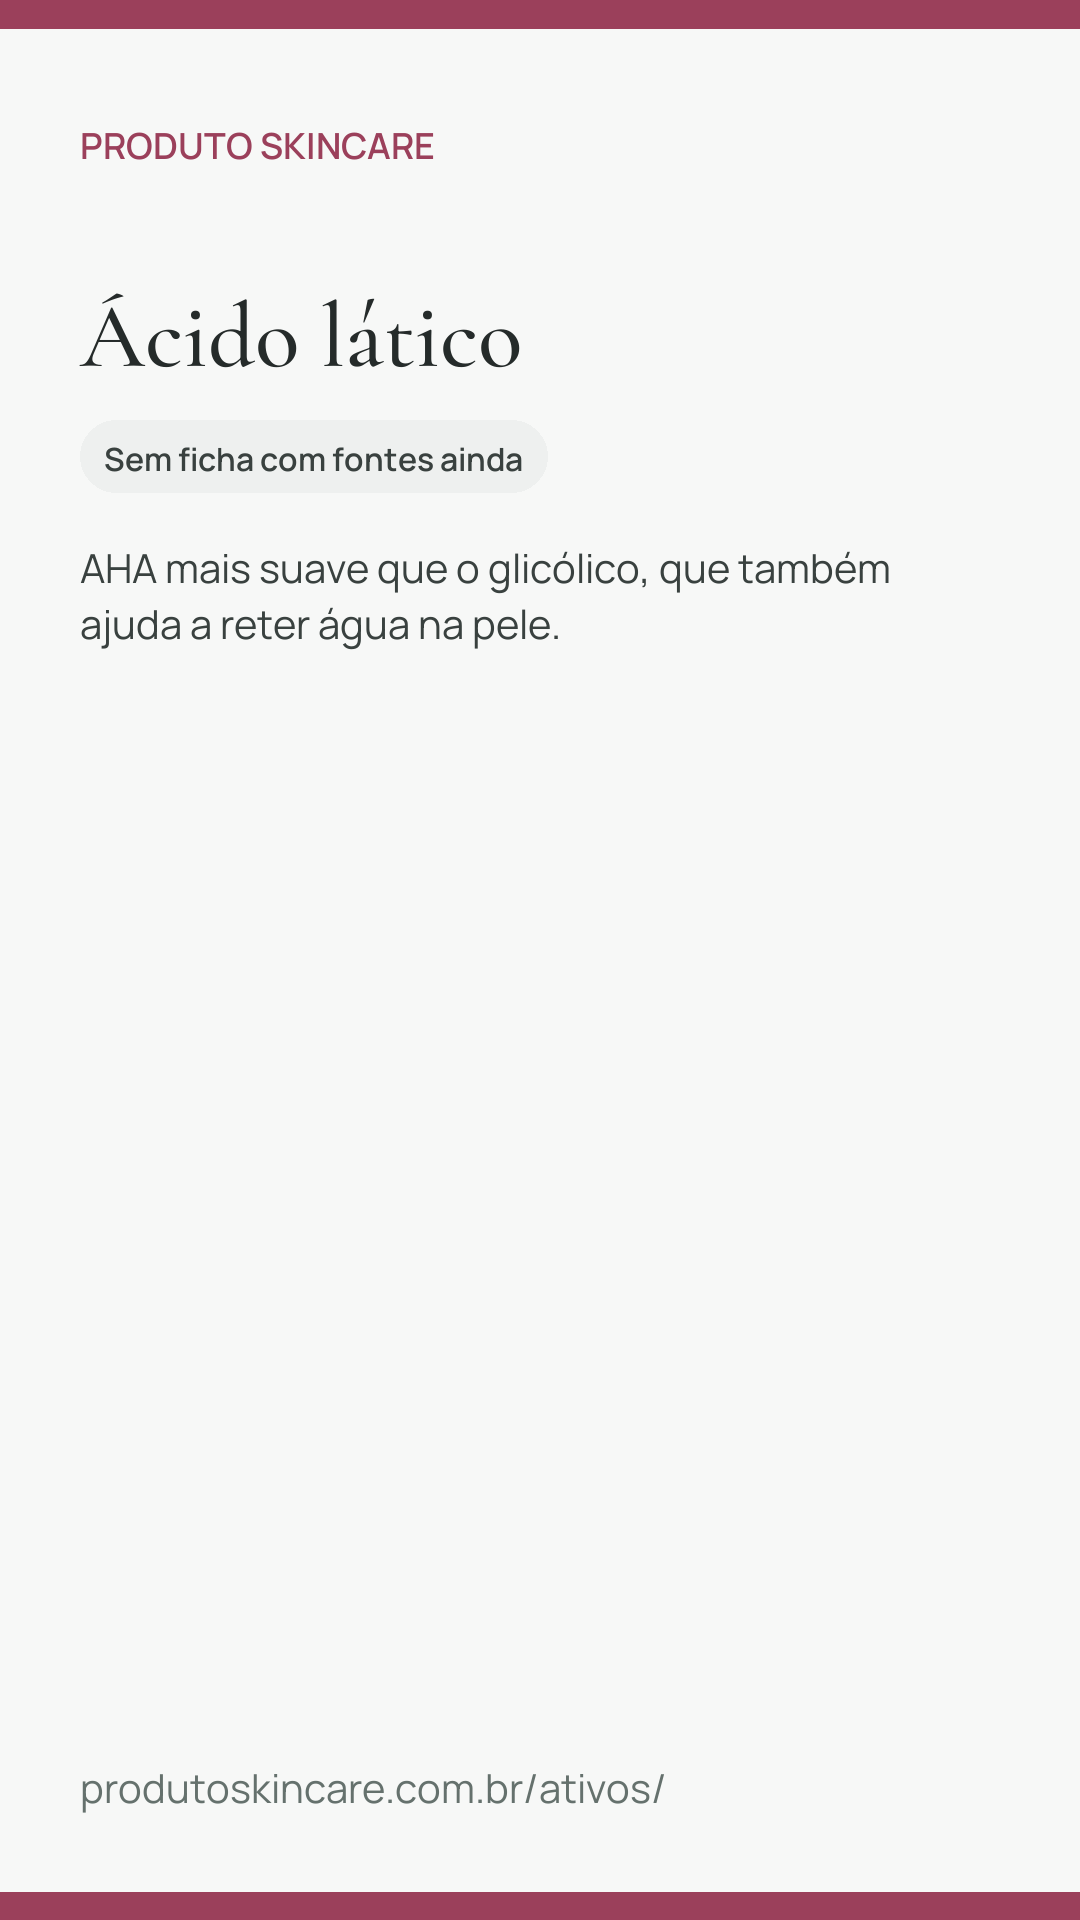 PRODUTO SKINCARE
Ácido lático
Sem ficha com fontes ainda
AHA mais suave que o glicólico, que também
ajuda a reter água na pele.
produtoskincare.com.br/ativos/